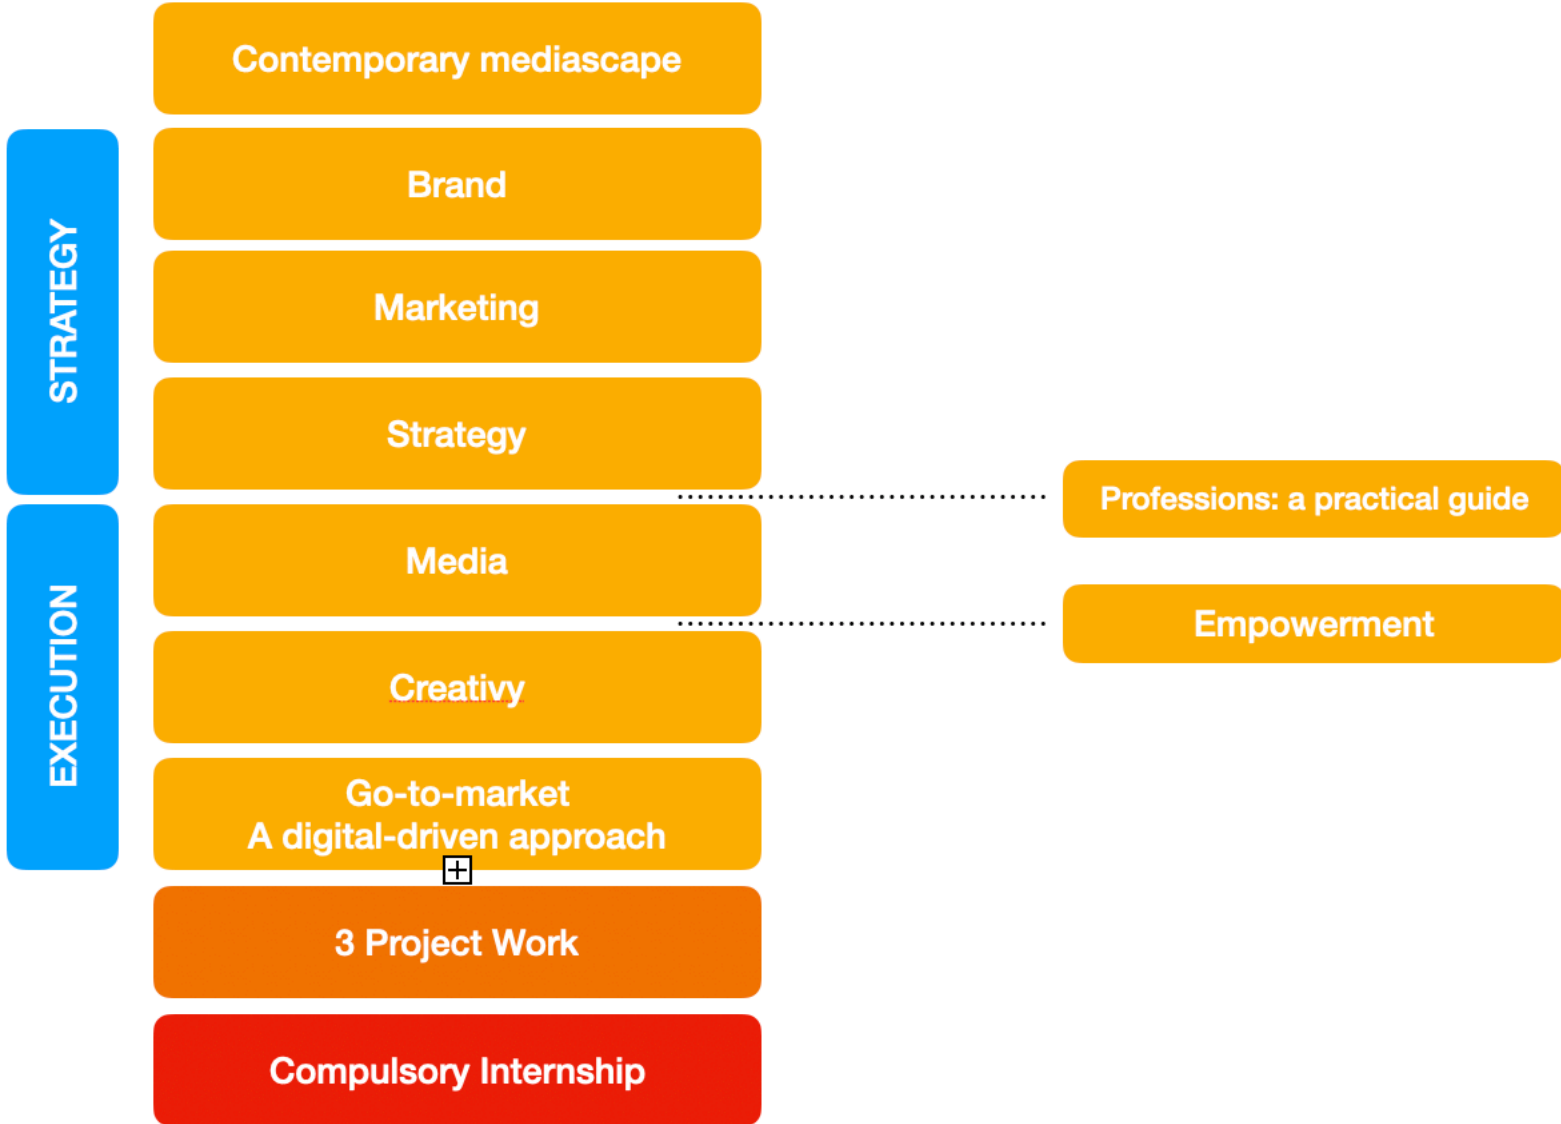 Contemporary mediascape
STRATEGY
Brand
Marketing
Strategy
Professions: a practical guide
EXECUTION
Media
Empowerment
Creativy
Go-to-market
A digital-driven approach
3 Project Work
Compulsory Internship